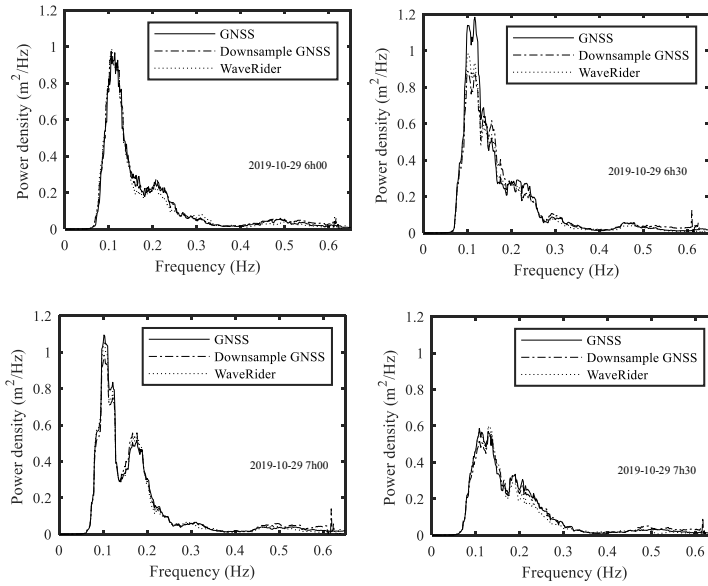 1.2
1
0.8
0.6
0.4
0.2
0
Power density (m²/Hz)
GNSS
Downsample GNSS
WaveRider
2019-10-29 6h00
0 0.1 0.2 0.3 0.4 0.5 0.6
Frequency (Hz)
1.2
1
0.8
0.6
0.4
0.2
0
Power density (m²/Hz)
GNSS
Downsample GNSS
WaveRider
2019-10-29 6h30
0 0.1 0.2 0.3 0.4 0.5 0.6
Frequency (Hz)
1.2
1
0.8
0.6
0.4
0.2
0
Power density (m²/Hz)
GNSS
Downsample GNSS
WaveRider
2019-10-29 7h00
0 0.1 0.2 0.3 0.4 0.5 0.6
Frequency (Hz)
1.2
1
0.8
0.6
0.4
0.2
0
Power density (m²/Hz)
GNSS
Downsample GNSS
WaveRider
2019-10-29 7h30
0 0.1 0.2 0.3 0.4 0.5 0.6
Frequency (Hz)